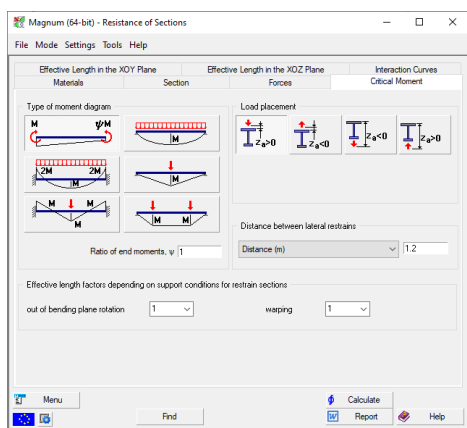 Magnum (64-bit) - Resistance of Sections
File Mode Settings Tools Help
Effective Length in the XOY Plane Effective Length in the XOZ Plane Interaction Curves
Materials Section Forces Critical Moment
Type of moment diagram
M ψM
M
2M 2M
M
M
M M
M
M M
Ratio of end moments, ψ 1
Load placement
Za>0 Za<0 Za<0 Za>0
Distance between lateral restrains
Distance (m) 1.2
Effective length factors depending on support conditions for restrain sections
out of bending plane rotation 1 warping 1
Menu Calculate
Find Report Help